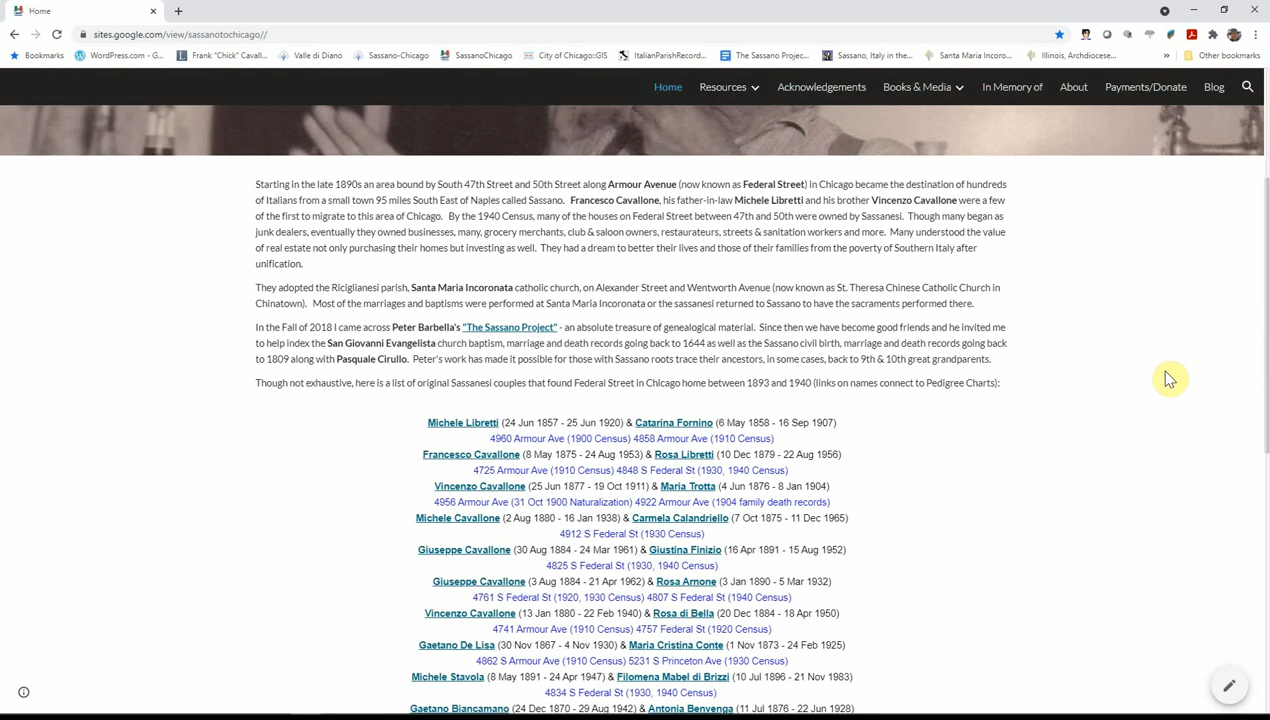 Home
sites.google.com/view/sassanotochicago//
Bookmarks WordPress.com - G... Frank "Chick" Caval... Valle di Diano Sassano-Chicago SassanoChicago City of Chicago::GIS ItalianParishRecord... The Sassano Projec... Sassano, Italy in the... Santa Maria Incoro... Illinois, Archdioces... » Other bookmarks
Home Resources Acknowledgements Books & Media In Memory of About Payments/Donate Blog
Starting in the late 1890s an area bound by South 47th Street and 50th Street along Armour Avenue (now known as Federal Street) in Chicago became the destination of hundreds
of Italians from a small town 95 miles South East of Naples called Sassano. Francesco Cavallone, his father-in-law Michele Libretti and his brother Vincenzo Cavallone were a few
of the first to migrate to this area of Chicago. By the 1940 Census, many of the houses on Federal Street between 47th and 50th were owned by Sassanesi. Though many began as
junk dealers, eventually they owned businesses, many, grocery merchants, club & saloon owners, restaurateurs, streets & sanitation workers and more. Many understood the value
of real estate not only purchasing their homes but investing as well. They had a dream to better their lives and those of their families from the poverty of Southern Italy after
unification.
They adopted the Riciglianesi parish, Santa Maria Incoronata catholic church, on Alexander Street and Wentworth Avenue (now known as St. Theresa Chinese Catholic Church in
Chinatown). Most of the marriages and baptisms were performed at Santa Maria Incoronata or the sassanesi returned to Sassano to have the sacraments performed there.
In the Fall of 2018 I came across Peter Barbella's "The Sassano Project" - an absolute treasure of genealogical material. Since then we have become good friends and he invited me
to help index the San Giovanni Evangelista church baptism, marriage and death records going back to 1644 as well as the Sassano civil birth, marriage and death records going back
to 1809 along with Pasquale Cirullo. Peter's work has made it possible for those with Sassano roots trace their ancestors, in some cases, back to 9th & 10th great grandparents.
Though not exhaustive, here is a list of original Sassanesi couples that found Federal Street in Chicago home between 1893 and 1940 (links on names connect to Pedigree Charts):
Michele Libretti (24 Jun 1857 - 25 Jun 1920) & Catarina Fornino (6 May 1858 - 16 Sep 1907)
4960 Armour Ave (1900 Census) 4858 Armour Ave (1910 Census)
Francesco Cavallone (8 May 1875 - 24 Aug 1953) & Rosa Libretti (10 Dec 1879 - 22 Aug 1956)
4725 Armour Ave (1910 Census) 4848 S Federal St (1930, 1940 Census)
Vincenzo Cavallone (25 Jun 1877 - 19 Oct 1911) & Maria Trotta (4 Jun 1876 - 8 Jan 1904)
4956 Armour Ave (31 Oct 1900 Naturalization) 4922 Armour Ave (1904 family death records)
Michele Cavallone (2 Aug 1880 - 16 Jan 1938) & Carmela Calandriello (7 Oct 1875 - 11 Dec 1965)
4912 S Federal St (1930 Census)
Giuseppe Cavallone (30 Aug 1884 - 24 Mar 1961) & Giustina Finizio (16 Apr 1891 - 15 Aug 1952)
4825 S Federal St (1930, 1940 Census)
Giuseppe Cavallone (3 Aug 1884 - 21 Apr 1962) & Rosa Arnone (3 Jan 1890 - 5 Mar 1932)
4761 S Federal St (1920, 1930 Census) 4807 S Federal St (1940 Census)
Vincenzo Cavallone (13 Jan 1880 - 22 Feb 1940) & Rosa di Bella (20 Dec 1884 - 18 Apr 1950)
4741 Armour Ave (1910 Census) 4757 Federal St (1920 Census)
Gaetano De Lisa (30 Nov 1867 - 4 Nov 1930) & Maria Cristina Conte (1 Nov 1873 - 24 Feb 1925)
4862 S Armour Ave (1910 Census) 5231 S Princeton Ave (1930 Census)
Michele Stavola (8 May 1891 - 24 Apr 1947) & Filomena Mabel di Brizzi (10 Jul 1896 - 21 Nov 1983)
4834 S Federal St (1930, 1940 Census)
Gaetano Biancamano (24 Dec 1870 - 29 Aug 1942) & Antonia Benvenga (11 Jul 1876 - 22 Jun 1928)